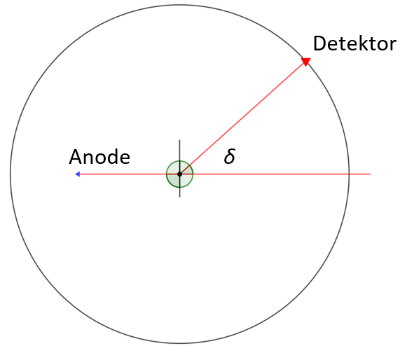 Detektor
Anode
δ